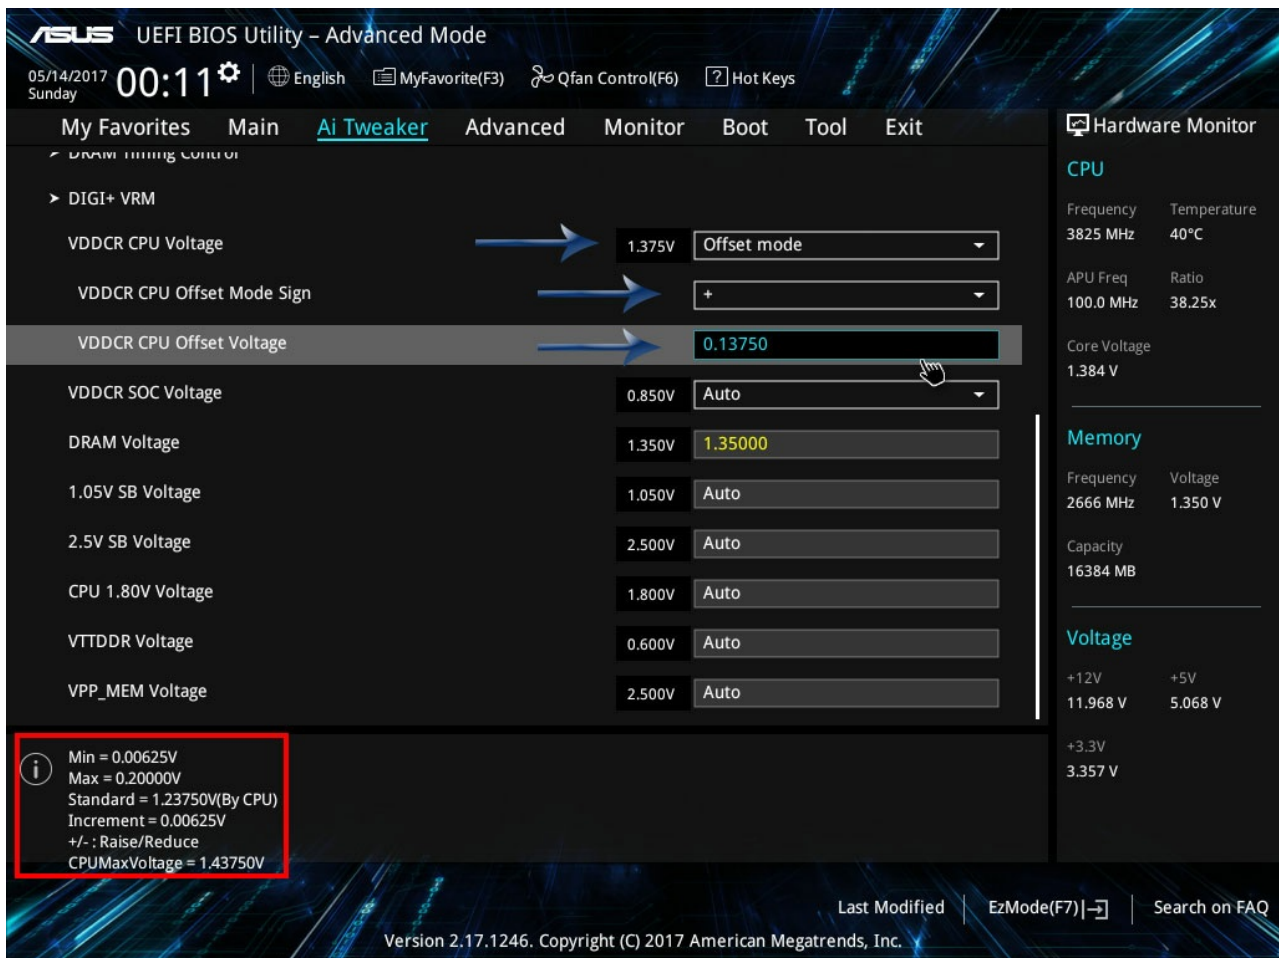 ASUS UEFI BIOS Utility – Advanced Mode
05/14/2017 Sunday 00:11 English MyFavorite(F3) Qfan Control(F6) ? Hot Keys
My Favorites Main Ai Tweaker Advanced Monitor Boot Tool Exit
DRAM Timing Control
DIGI+ VRM
VDDCR CPU Voltage 1.375V Offset mode
VDDCR CPU Offset Mode Sign +
VDDCR CPU Offset Voltage 0.13750
VDDCR SOC Voltage 0.850V Auto
DRAM Voltage 1.350V 1.35000
1.05V SB Voltage 1.050V Auto
2.5V SB Voltage 2.500V Auto
CPU 1.80V Voltage 1.800V Auto
VTTDDR Voltage 0.600V Auto
VPP_MEM Voltage 2.500V Auto
Hardware Monitor
CPU
Frequency Temperature
3825 MHz 40°C
APU Freq Ratio
100.0 MHz 38.25x
Core Voltage
1.384 V
Memory
Frequency Voltage
2666 MHz 1.350 V
Capacity
16384 MB
Voltage
+12V +5V
11.968 V 5.068 V
+3.3V
3.357 V
Min = 0.00625V
Max = 0.20000V
Standard = 1.23750V(By CPU)
Increment = 0.00625V
+/- : Raise/Reduce
CPUMaxVoltage = 1.43750V
Last Modified EzMode(F7) Search on FAQ
Version 2.17.1246. Copyright (C) 2017 American Megatrends, Inc.